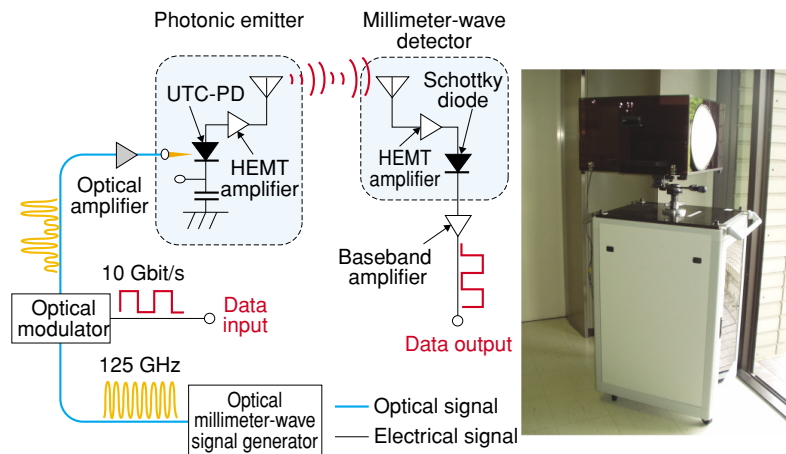 Photonic emitter
Millimeter-wave
detector
UTC-PD
Schottky
diode
HEMT
amplifier
HEMT
amplifier
Optical
amplifier
Baseband
amplifier
10 Gbit/s
Optical
modulator
Data
input
Data output
125 GHz
Optical
millimeter-wave
signal generator
Optical signal
Electrical signal